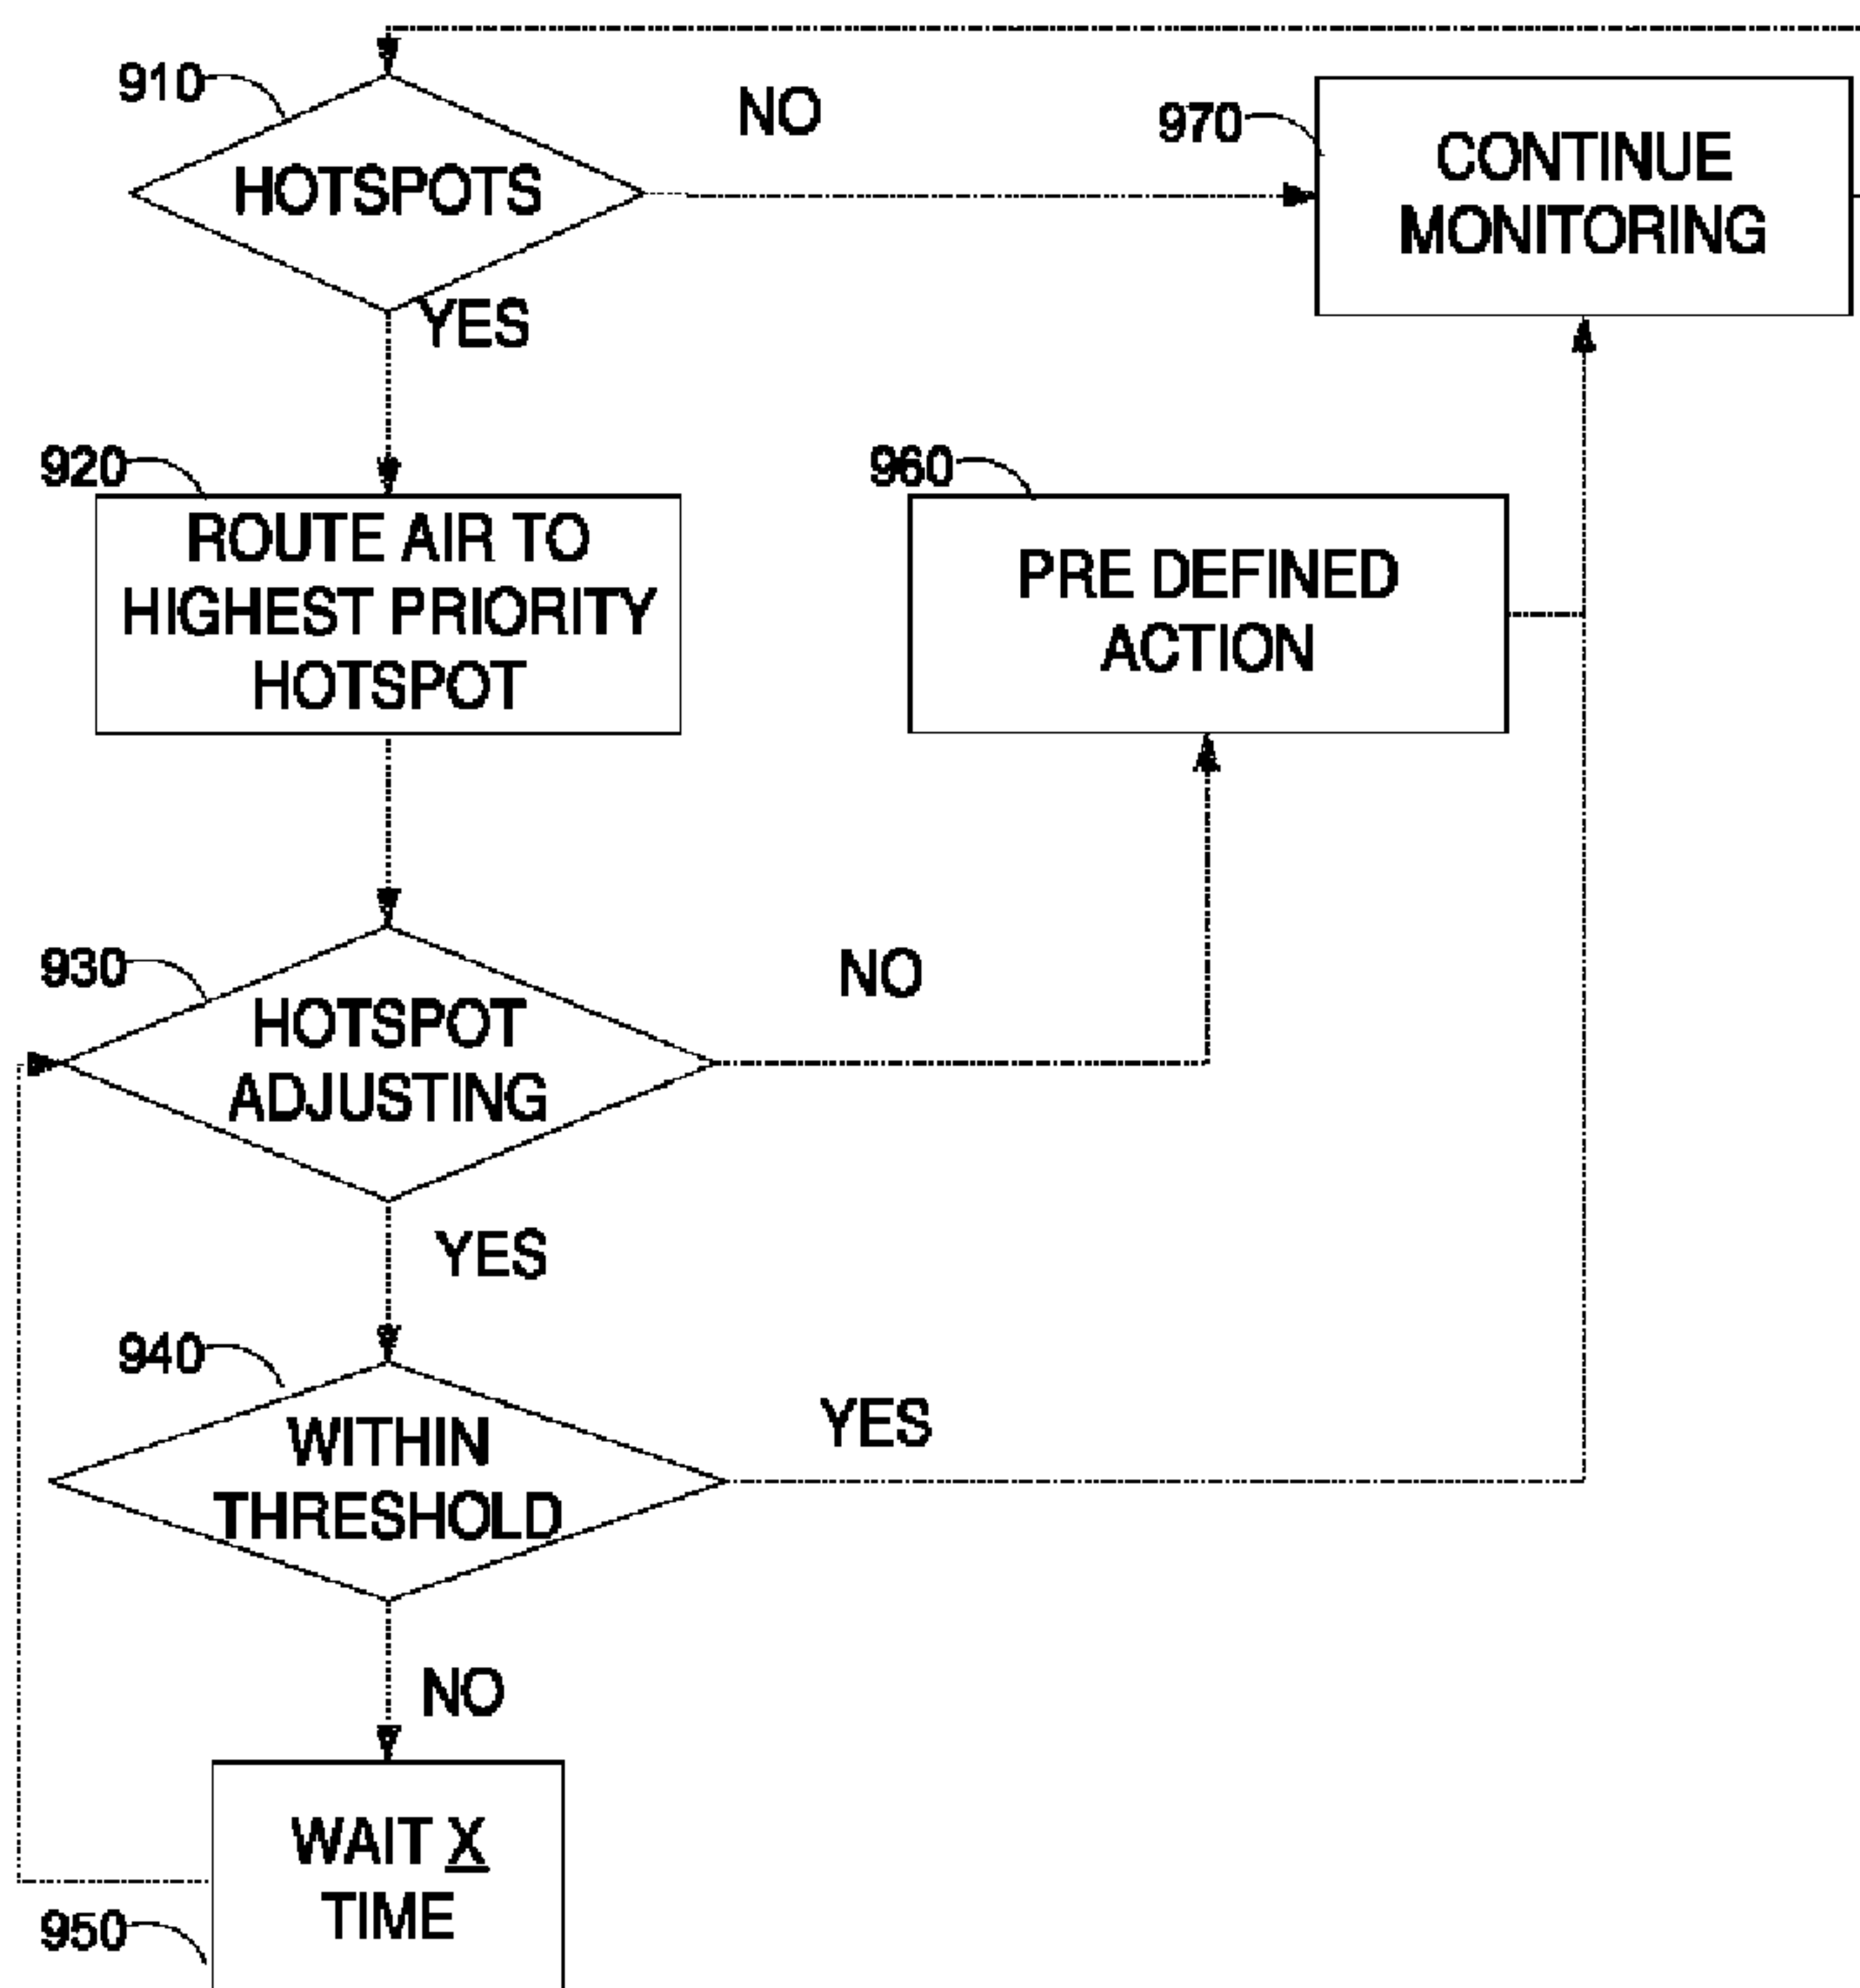 910
HOTSPOTS
NO
970
CONTINUE
MONITORING
YES
920
ROUTE AIR TO
HIGHEST PRIORITY
HOTSPOT
960
PRE DEFINED
ACTION
930
HOTSPOT
ADJUSTING
NO
YES
940
WITHIN
THRESHOLD
YES
NO
WAIT X
TIME
950